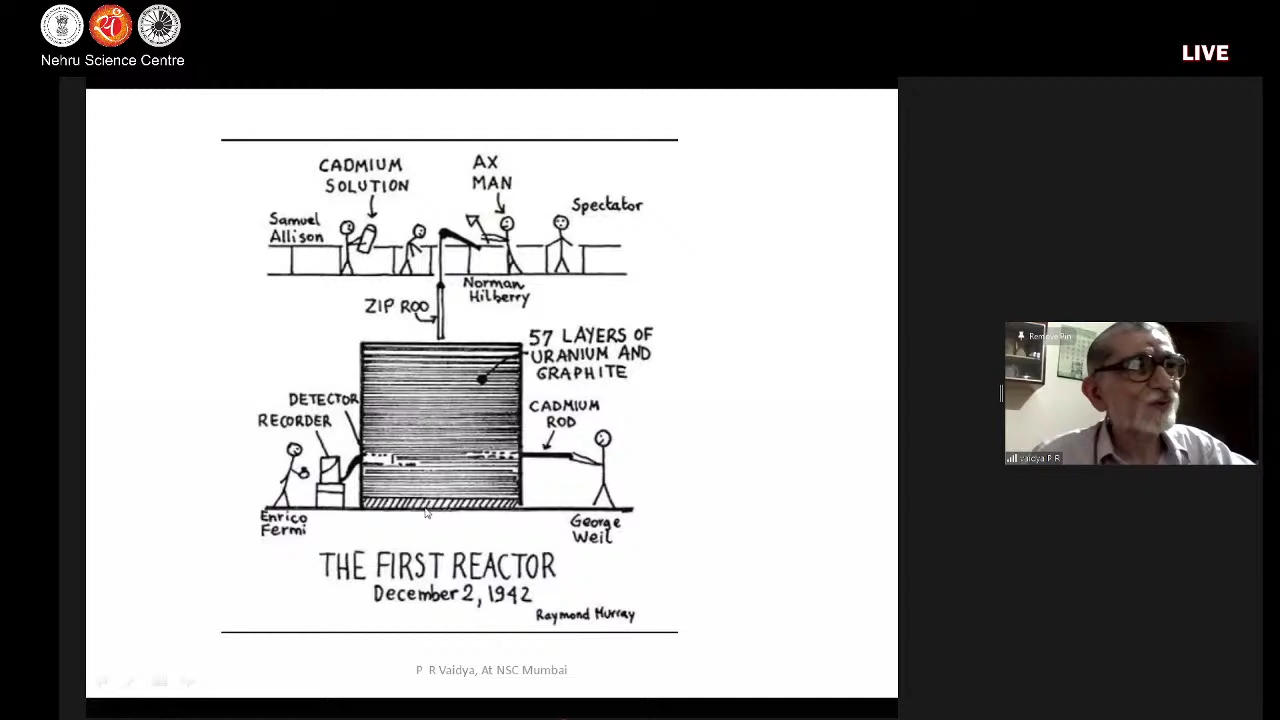 Nehru Science Centre
LIVE
CADMIUM
SOLUTION
AX
MAN
Spectator
Samuel
Allison
Norman
Hilberry
ZIP ROD
57 LAYERS OF
URANIUM AND
GRAPHITE
DETECTOR
RECORDER
CADMIUM
ROD
Enrico
Fermi
George
Weil
THE FIRST REACTOR
December 2, 1942
Raymond Murray
P R Vaidya, At NSC Mumbai
Remove Pin
Vaidya P R